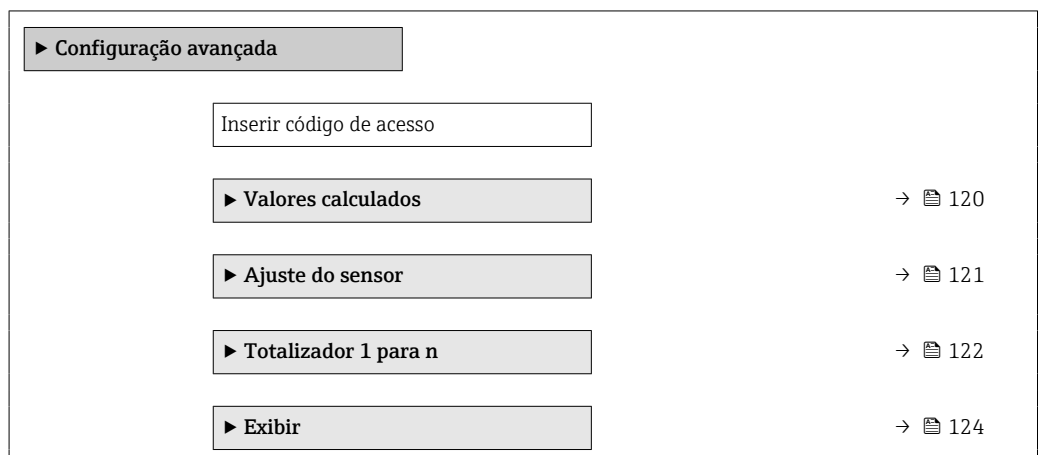 ▶ Configuração avançada
Inserir código de acesso
▶ Valores calculados → 120
▶ Ajuste do sensor → 121
▶ Totalizador 1 para n → 122
▶ Exibir → 124